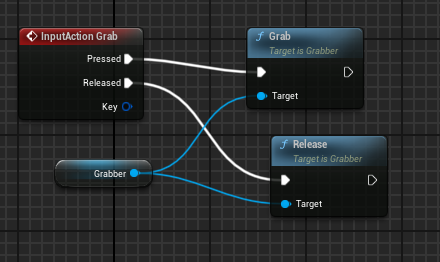 InputAction Grab
Pressed
Released
Key
Grabber
f Grab
Target is Grabber
Target
f Release
Target is Grabber
Target